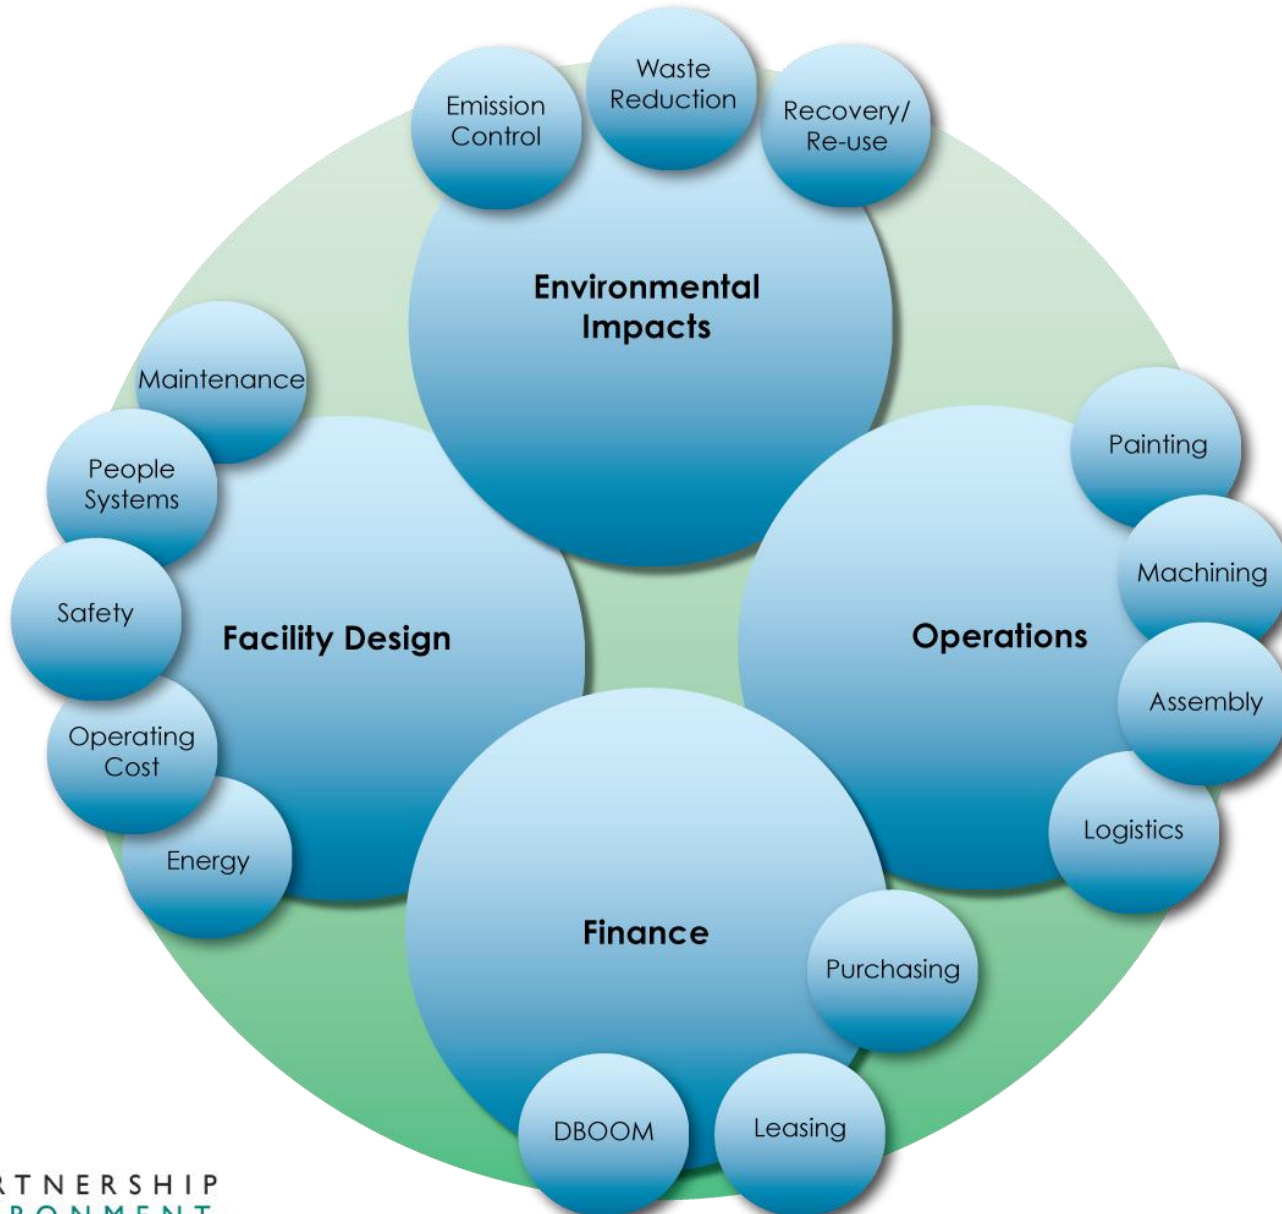 Emission
Control
Waste
Reduction
Recovery/
Re-use
Environmental
Impacts
Maintenance
People
Systems
Safety
Operating
Cost
Energy
Facility Design
Painting
Machining
Assembly
Logistics
Operations
Finance
Purchasing
DBOOM
Leasing
RTNERSHIP